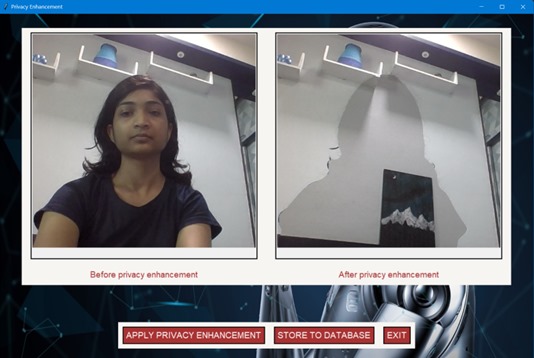 Privacy Enhancement
Before privacy enhancement
After privacy enhancement
APPLY PRIVACY ENHANCEMENT
STORE TO DATABASE
EXIT